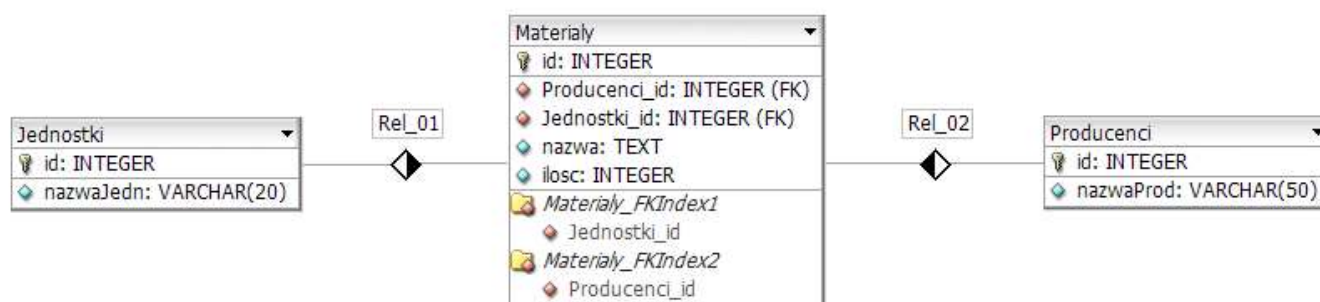 Jednostki
id: INTEGER
nazwaJedn: VARCHAR(20)
Rel_01
Materialy
id: INTEGER
Producenci_id: INTEGER (FK)
Jednostki_id: INTEGER (FK)
nazwa: TEXT
ilosc: INTEGER
Materialy_FKIndex1
Jednostki_id
Materialy_FKIndex2
Producenci_id
Rel_02
Producenci
id: INTEGER
nazwaProd: VARCHAR(50)